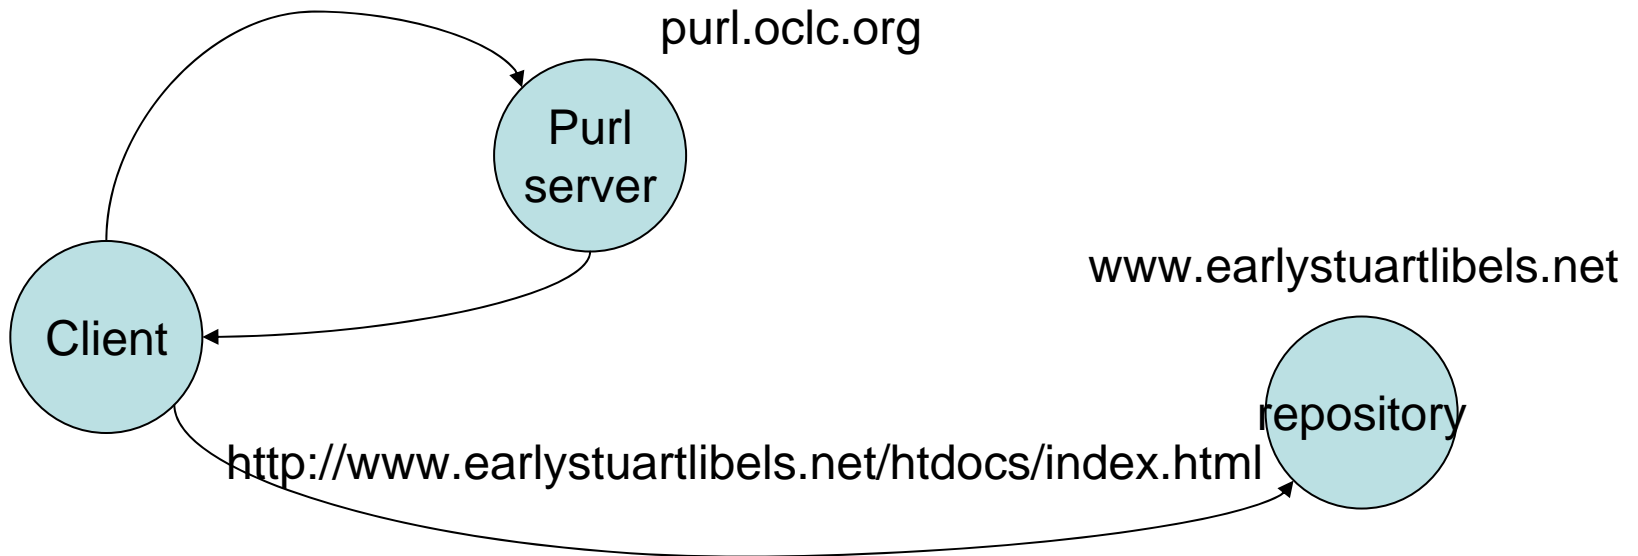 purl.oclc.org
Purl
server
www.earlystuartlibels.net
Client
repository
http://www.earlystuartlibels.net/htdocs/index.html